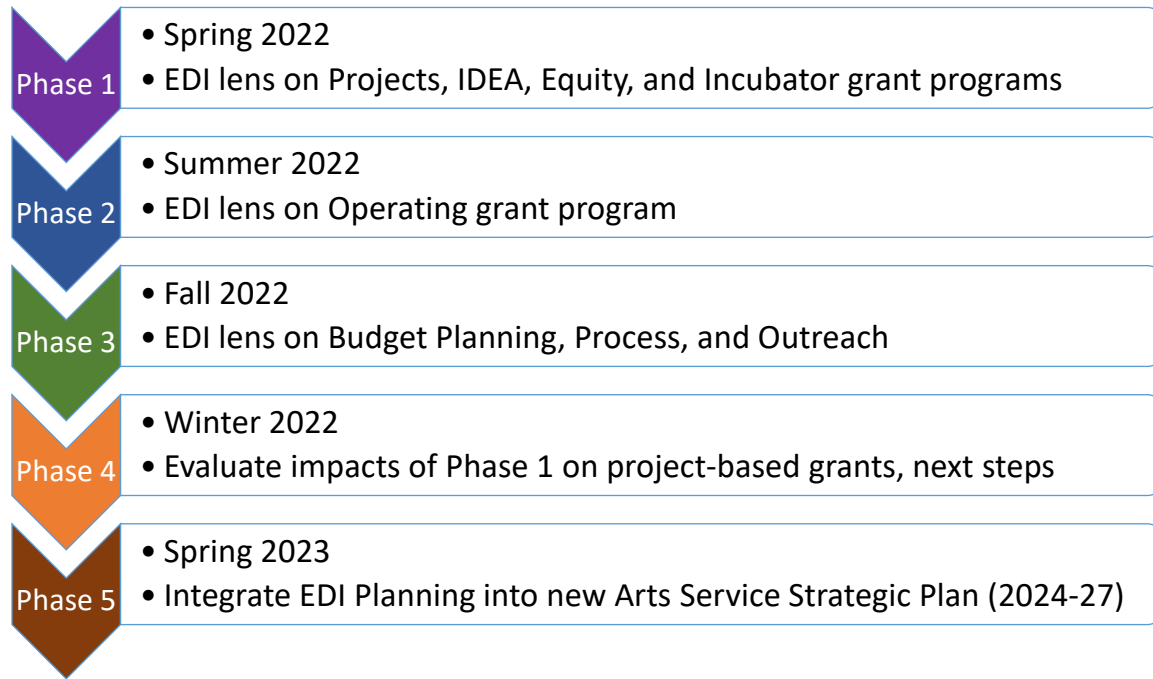 Phase 1
• Spring 2022
• EDI lens on Projects, IDEA, Equity, and Incubator grant programs
Phase 2
• Summer 2022
• EDI lens on Operating grant program
Phase 3
• Fall 2022
• EDI lens on Budget Planning, Process, and Outreach
Phase 4
• Winter 2022
• Evaluate impacts of Phase 1 on project-based grants, next steps
Phase 5
• Spring 2023
• Integrate EDI Planning into new Arts Service Strategic Plan (2024-27)